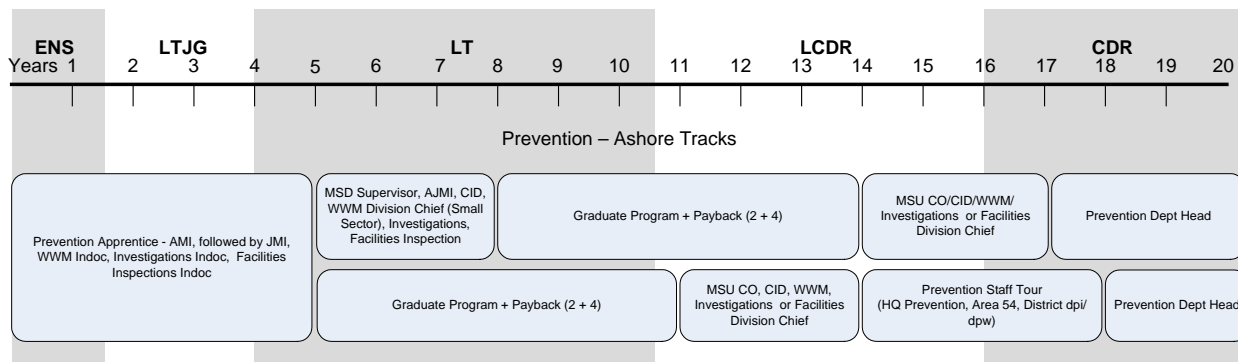 ENS LTJG LT LCDR CDR
Years 1 2 3 4 5 6 7 8 9 10 11 12 13 14 15 16 17 18 19 20
Prevention – Ashore Tracks
Prevention Apprentice - AMI, followed by JMI,
WWM Indoc, Investigations Indoc, Facilities
Inspections Indoc
MSD Supervisor, AJMI, CID,
WWM Division Chief (Small
Sector), Investigations,
Facilities Inspection
Graduate Program + Payback (2 + 4)
MSU CO/CID/WWM/
Investigations or Facilities
Division Chief
Prevention Dept Head
Graduate Program + Payback (2 + 4)
MSU CO, CID, WWM,
Investigations or Facilities
Division Chief
Prevention Staff Tour
(HQ Prevention, Area 54, District dpi/
dpw)
Prevention Dept Head